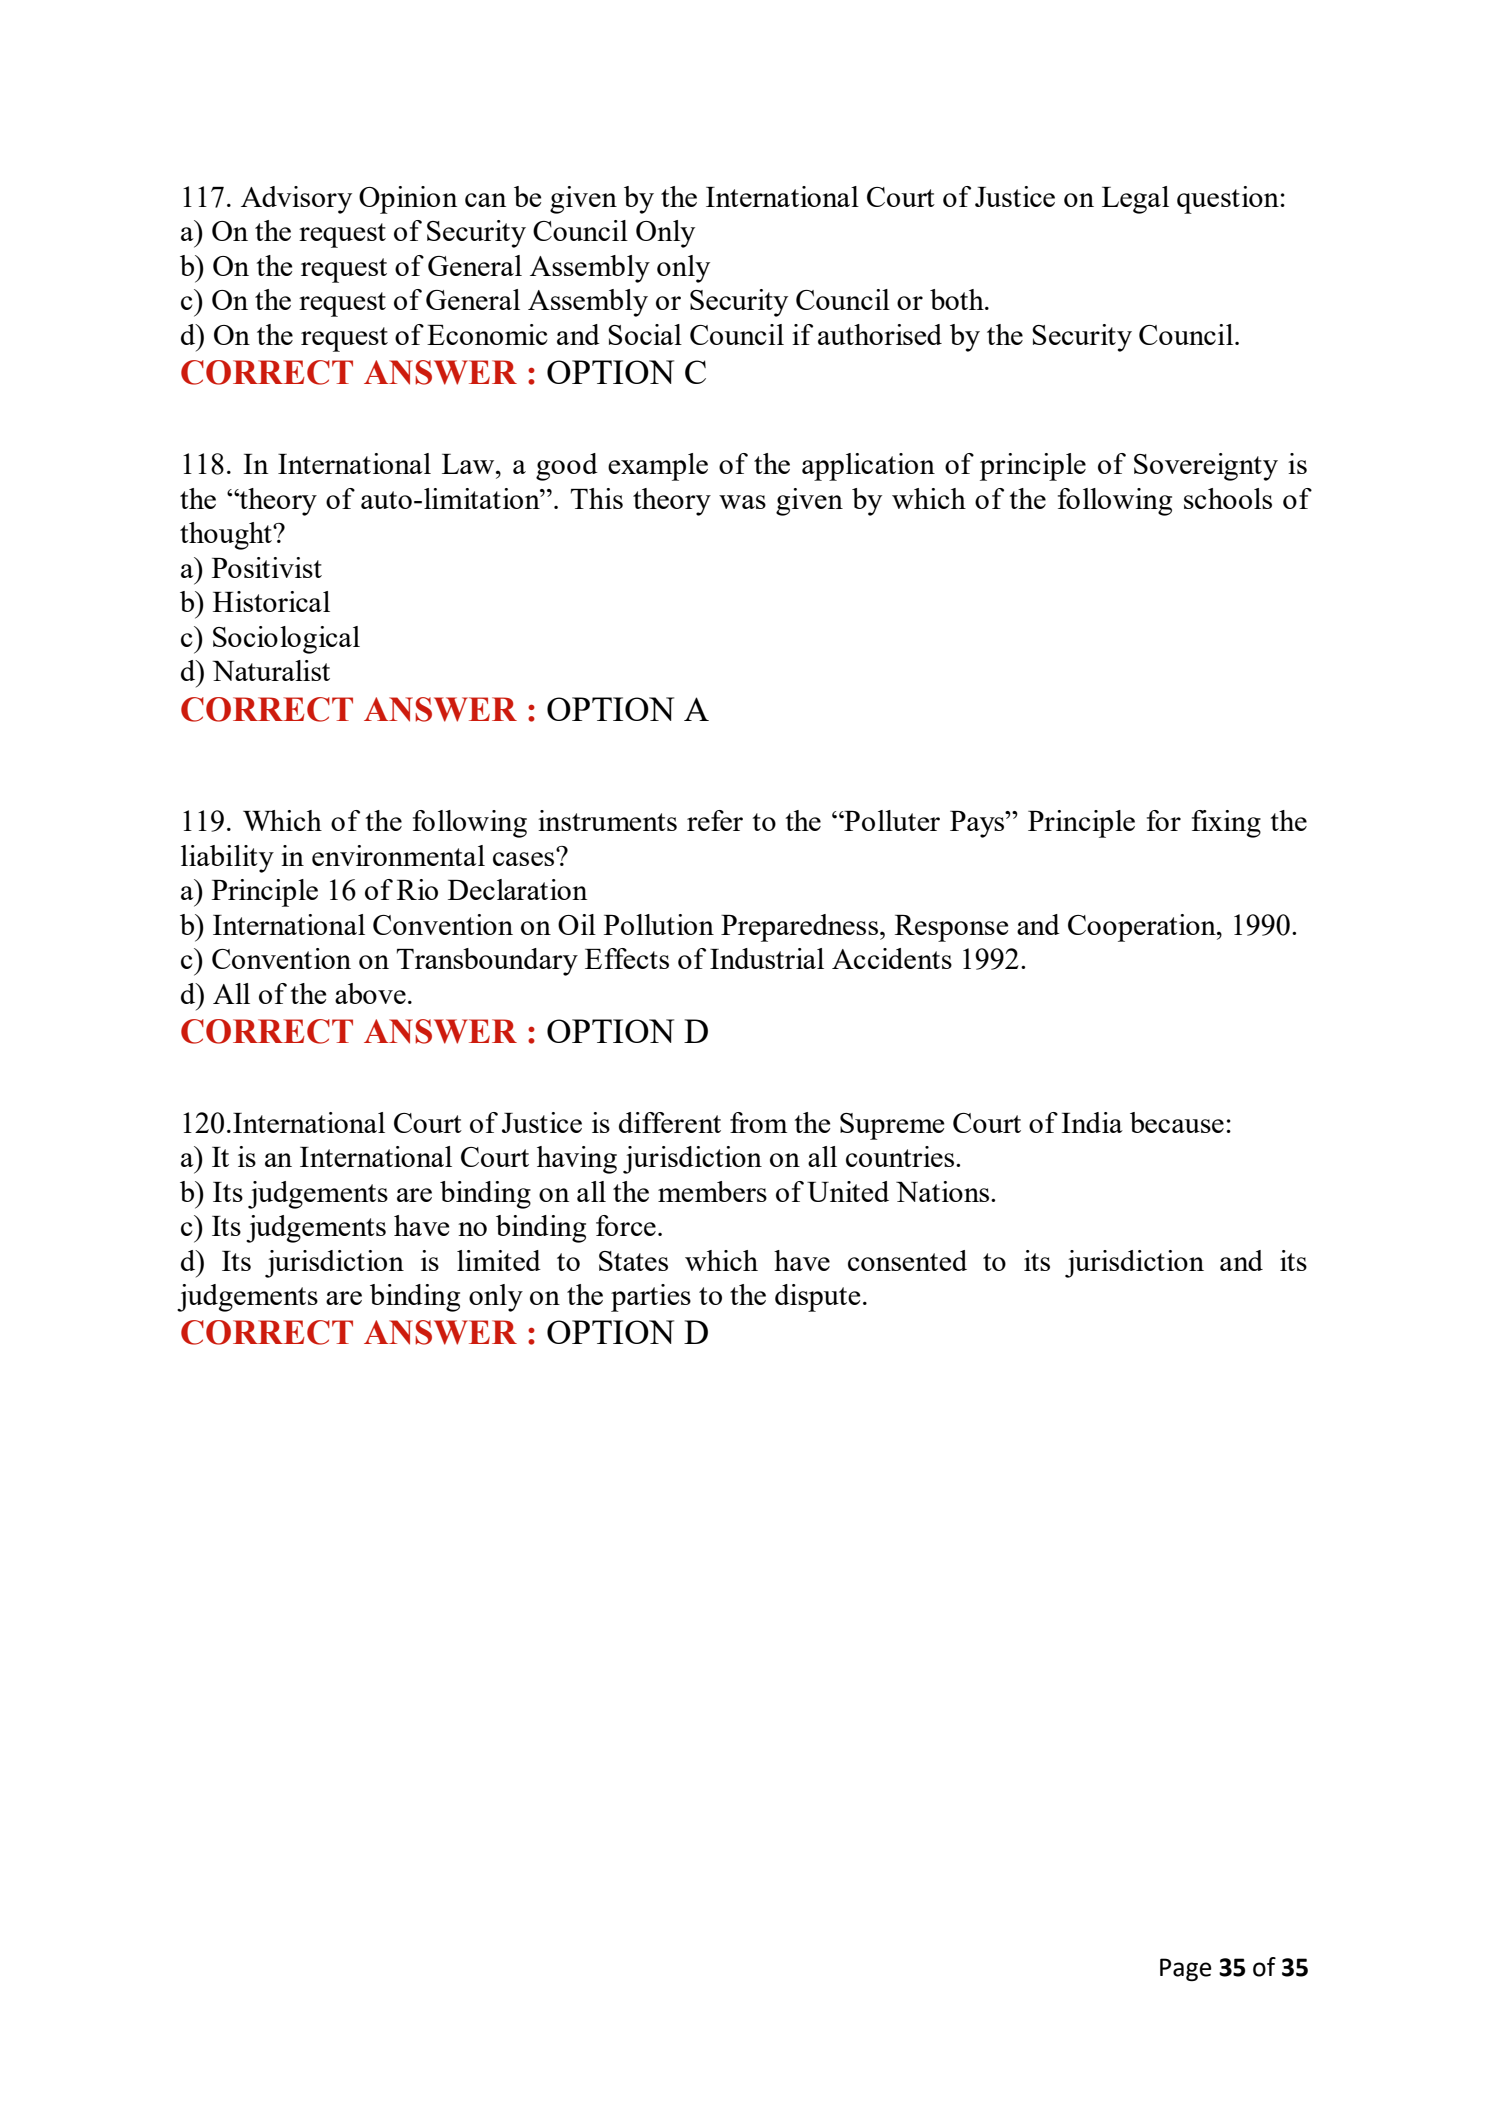 117. Advisory Opinion can be given by the International Court of Justice on Legal question:
a) On the request of Security Council Only
b) On the request of General Assembly only
c) On the request of General Assembly or Security Council or both.
d) On the request of Economic and Social Council if authorised by the Security Council.
CORRECT ANSWER : OPTION C
118. In International Law, a good example of the application of principle of Sovereignty is
the “theory of auto-limitation”. This theory was given by which of the following schools of
thought?
a) Positivist
b) Historical
c) Sociological
d) Naturalist
CORRECT ANSWER : OPTION A
119. Which of the following instruments refer to the “Polluter Pays” Principle for fixing the
liability in environmental cases?
a) Principle 16 of Rio Declaration
b) International Convention on Oil Pollution Preparedness, Response and Cooperation, 1990.
c) Convention on Transboundary Effects of Industrial Accidents 1992.
d) All of the above.
CORRECT ANSWER : OPTION D
120.International Court of Justice is different from the Supreme Court of India because:
a) It is an International Court having jurisdiction on all countries.
b) Its judgements are binding on all the members of United Nations.
c) Its judgements have no binding force.
d) Its jurisdiction is limited to States which have consented to its jurisdiction and its
judgements are binding only on the parties to the dispute.
CORRECT ANSWER : OPTION D
Page 35 of 35